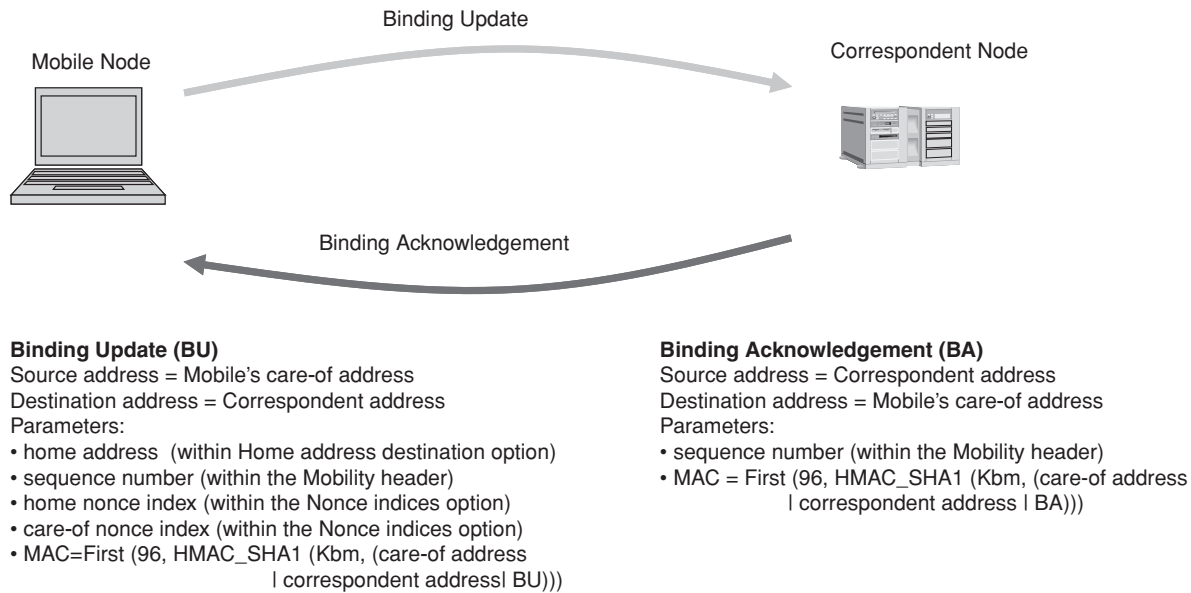 Binding Update
Mobile Node
Correspondent Node
Binding Acknowledgement
Binding Update (BU)
Source address = Mobile's care-of address
Destination address = Correspondent address
Parameters:
• home address (within Home address destination option)
• sequence number (within the Mobility header)
• home nonce index (within the Nonce indices option)
• care-of nonce index (within the Nonce indices option)
• MAC=First (96, HMAC_SHA1 (Kbm, (care-of address
| correspondent address| BU)))
Binding Acknowledgement (BA)
Source address = Correspondent address
Destination address = Mobile's care-of address
Parameters:
• sequence number (within the Mobility header)
• MAC = First (96, HMAC_SHA1 (Kbm, (care-of address
| correspondent address | BA)))